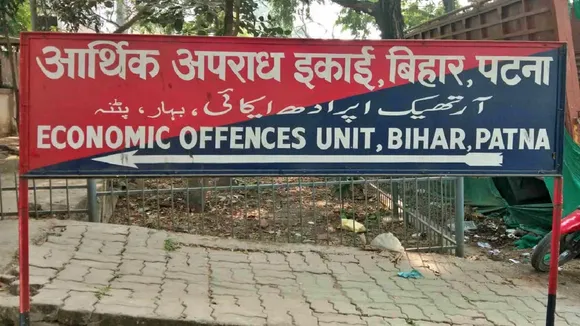 आर्थिक अपराध इकाई, बिहार, पटना
آرتھیک اپرادھ ایکائی، بہار، پٹنہ
ECONOMIC OFFENCES UNIT, BIHAR, PATNA